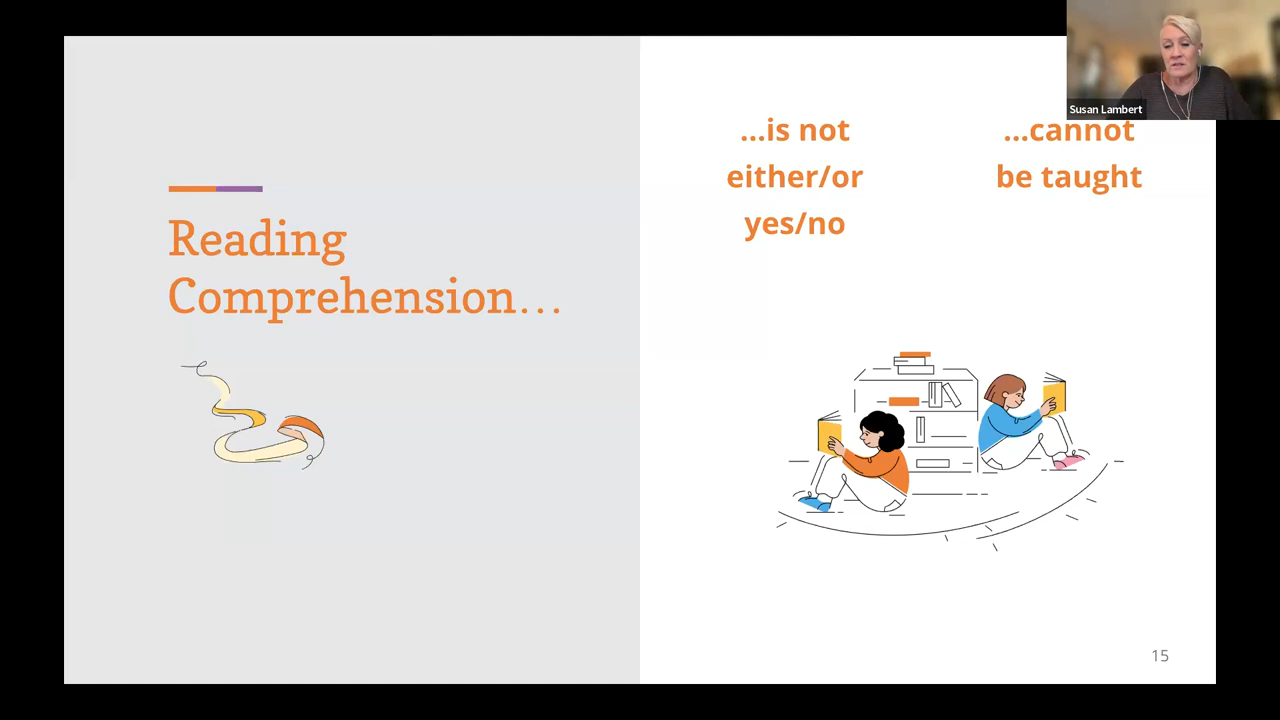 Susan Lambert
Reading
Comprehension…
...is not
either/or
yes/no
...cannot
be taught
15